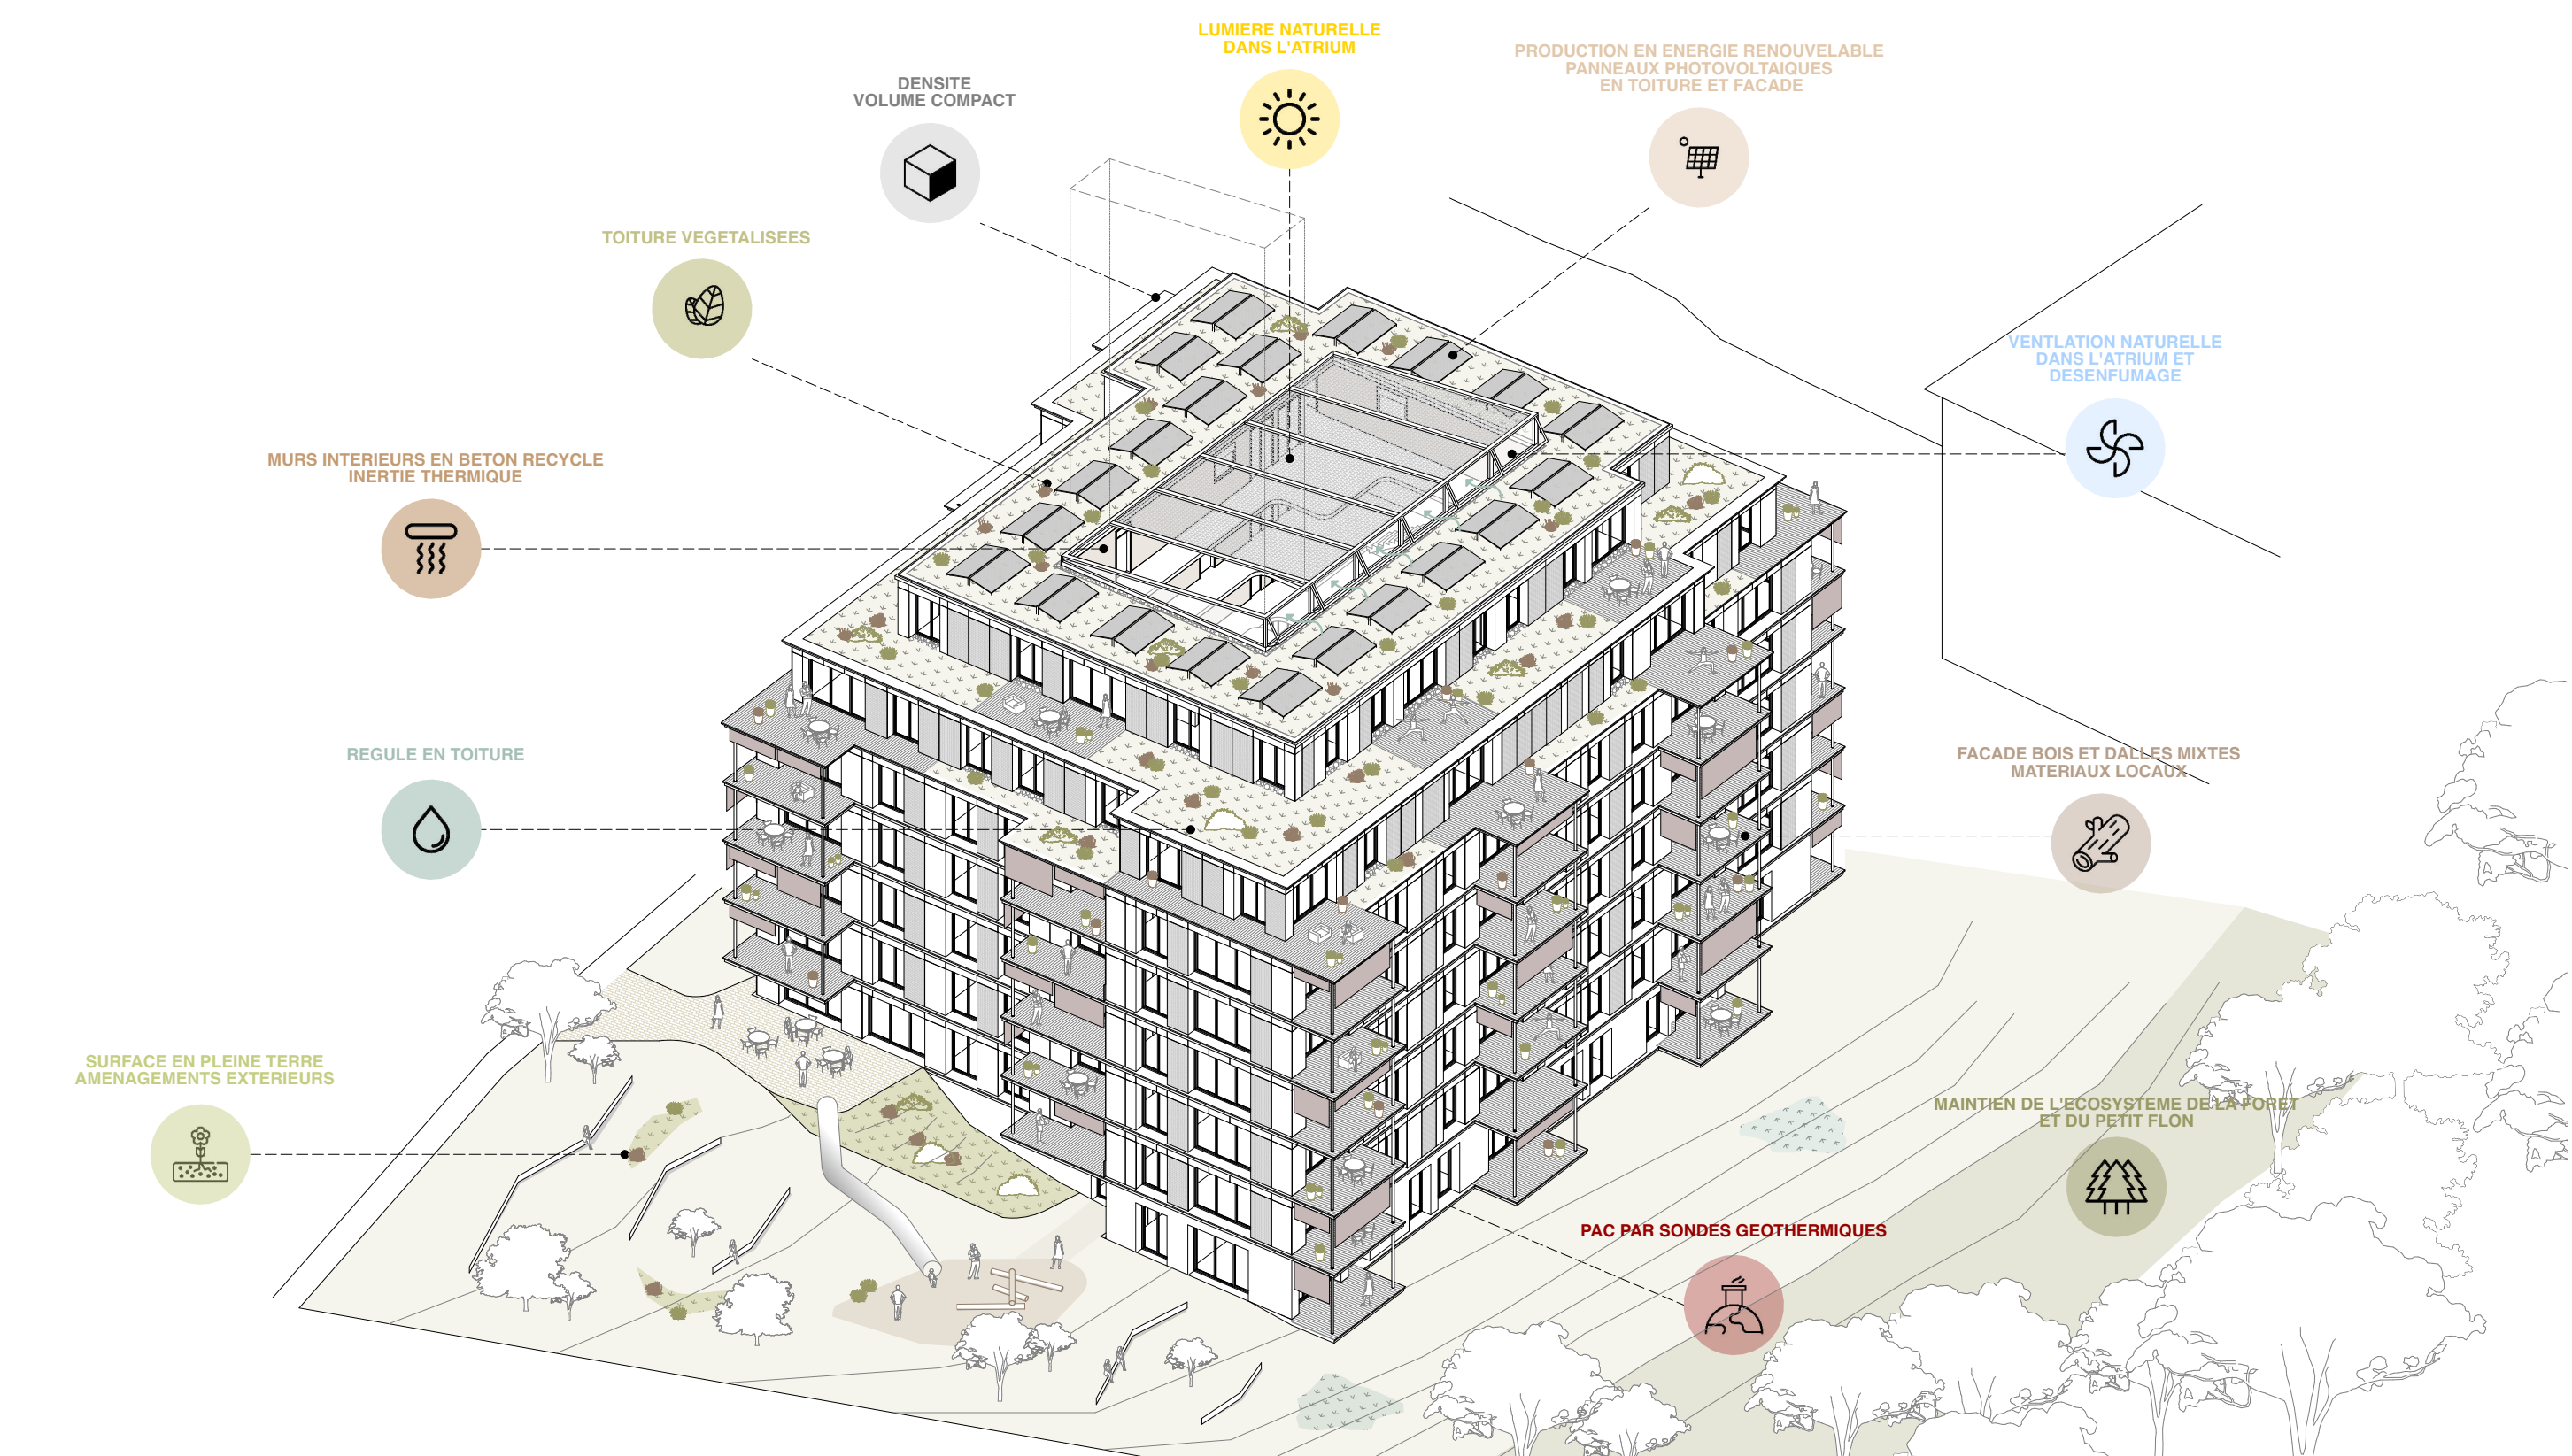 LUMIERE NATURELLE
DANS L'ATRIUM
PRODUCTION EN ENERGIE RENOUVELABLE
PANNEAUX PHOTOVOLTAIQUES
EN TOITURE ET FACADE
DENSITE
VOLUME COMPACT
TOITURE VEGETALISEES
VENTLATION NATURELLE
DANS L'ATRIUM ET
DESENFUMAGE
MURS INTERIEURS EN BETON RECYCLE
INERTIE THERMIQUE
REGULE EN TOITURE
FACADE BOIS ET DALLES MIXTES
MATERIAUX LOCAUX
SURFACE EN PLEINE TERRE
AMENAGEMENTS EXTERIEURS
MAINTIEN DE L'ECOSYSTEME DE LA FORET
ET DU PETIT FLON
PAC PAR SONDES GEOTHERMIQUES